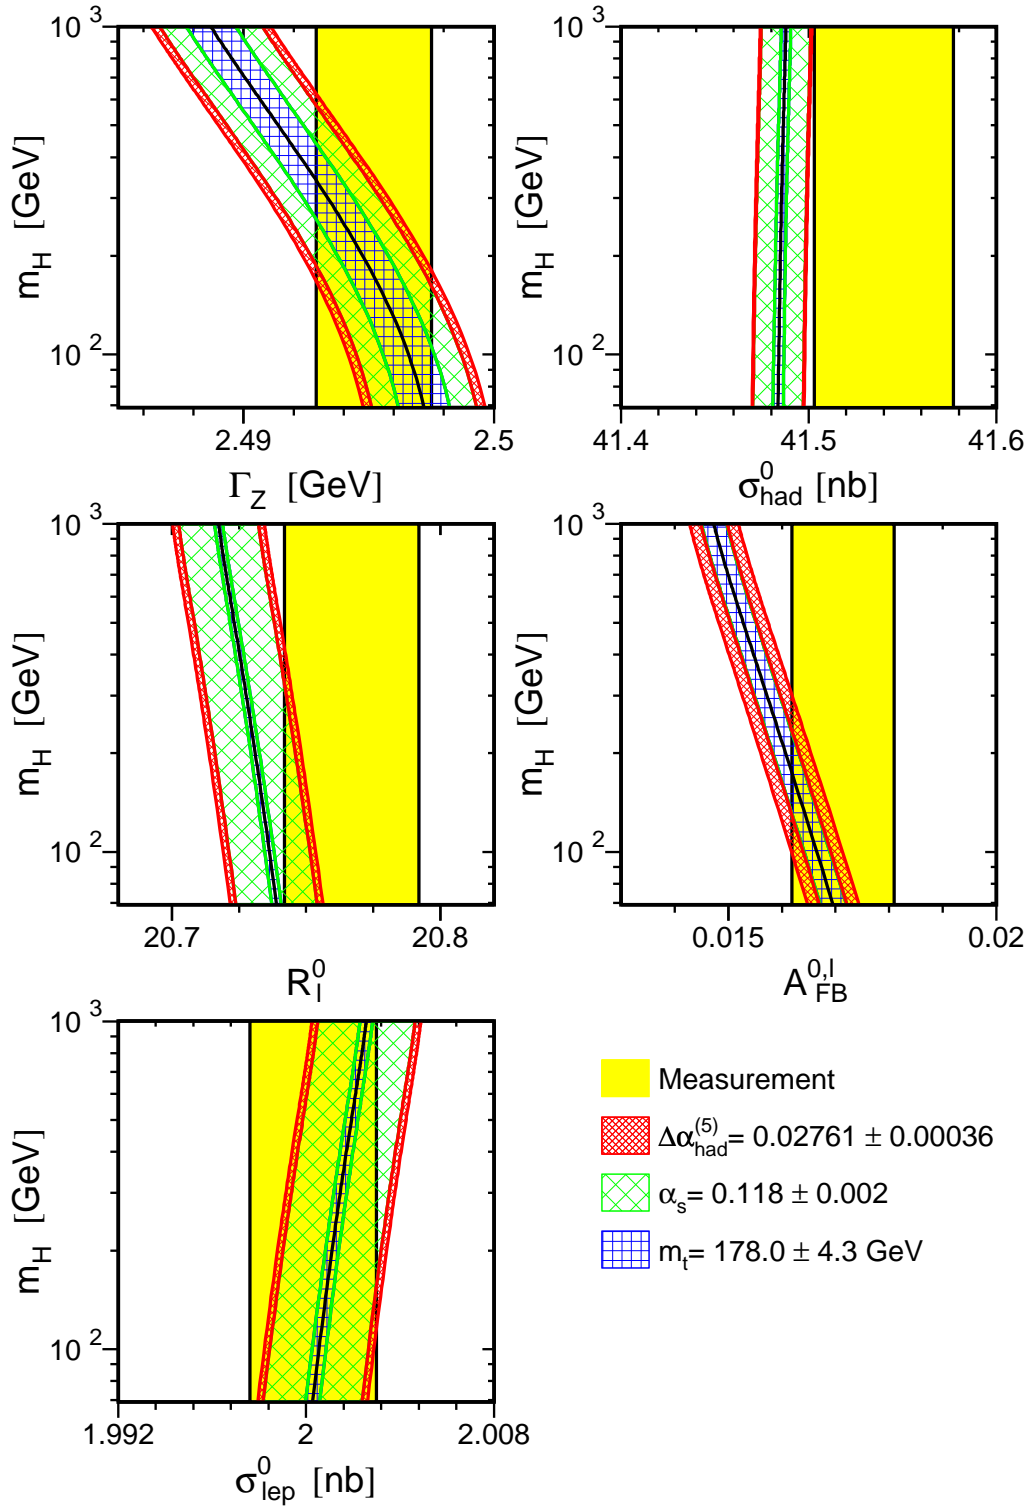 10 3
10 2
m_H [GeV]
2.49 2.5
Γ_Z [GeV]
10 3
10 2
m_H [GeV]
41.4 41.5 41.6
σ^0_had [nb]
10 3
10 2
m_H [GeV]
20.7 20.8
R^0_l
10 3
10 2
m_H [GeV]
0.015 0.02
A^0,l_FB
10 3
10 2
m_H [GeV]
1.992 2 2.008
σ^0_lep [nb]
Measurement
Δα^(5)_had= 0.02761 ± 0.00036
α_s= 0.118 ± 0.002
m_t= 178.0 ± 4.3 GeV